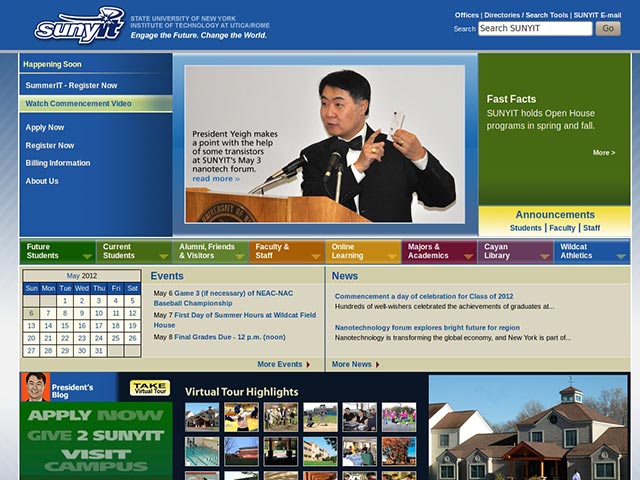 sunyit
STATE UNIVERSITY OF NEW YORK
INSTITUTE OF TECHNOLOGY AT UTICA/ROME
Engage the Future. Change the World.
Offices | Directories / Search Tools | SUNYIT E-mail
Search Search SUNYIT Go
Happening Soon
SummerIT - Register Now
Watch Commencement Video
Apply Now
Register Now
Billing Information
About Us
President Yeigh makes
a point with the help
of some transistors
at SUNYIT's May 3
nanotech forum.
read more »
Fast Facts
SUNYIT holds Open House
programs in spring and fall.
More >
Announcements
Students | Faculty | Staff
Future Students
Current Students
Alumni, Friends & Visitors
Faculty & Staff
Online Learning
Majors & Academics
Cayan Library
Wildcat Athletics
May 2012
Sun Mon Tue Wed Thu Fri Sat
1 2 3 4 5
6 7 8 9 10 11 12
13 14 15 16 17 18 19
20 21 22 23 24 25 26
27 28 29 30 31
Events
May 6 Game 3 (if necessary) of NEAC-NAC
Baseball Championship
May 7 First Day of Summer Hours at Wildcat Field
House
May 8 Final Grades Due - 12 p.m. (noon)
More Events
News
Commencement a day of celebration for Class of 2012
Hundreds of well-wishers celebrated the achievements of graduates at...
Nanotechnology forum explores bright future for region
Nanotechnology is transforming the global economy, and New York is part of...
More News
President's
Blog
TAKE
Virtual Tour
APPLY NOW
GIVE 2 SUNYIT
VISIT
CAMPUS
Virtual Tour Highlights